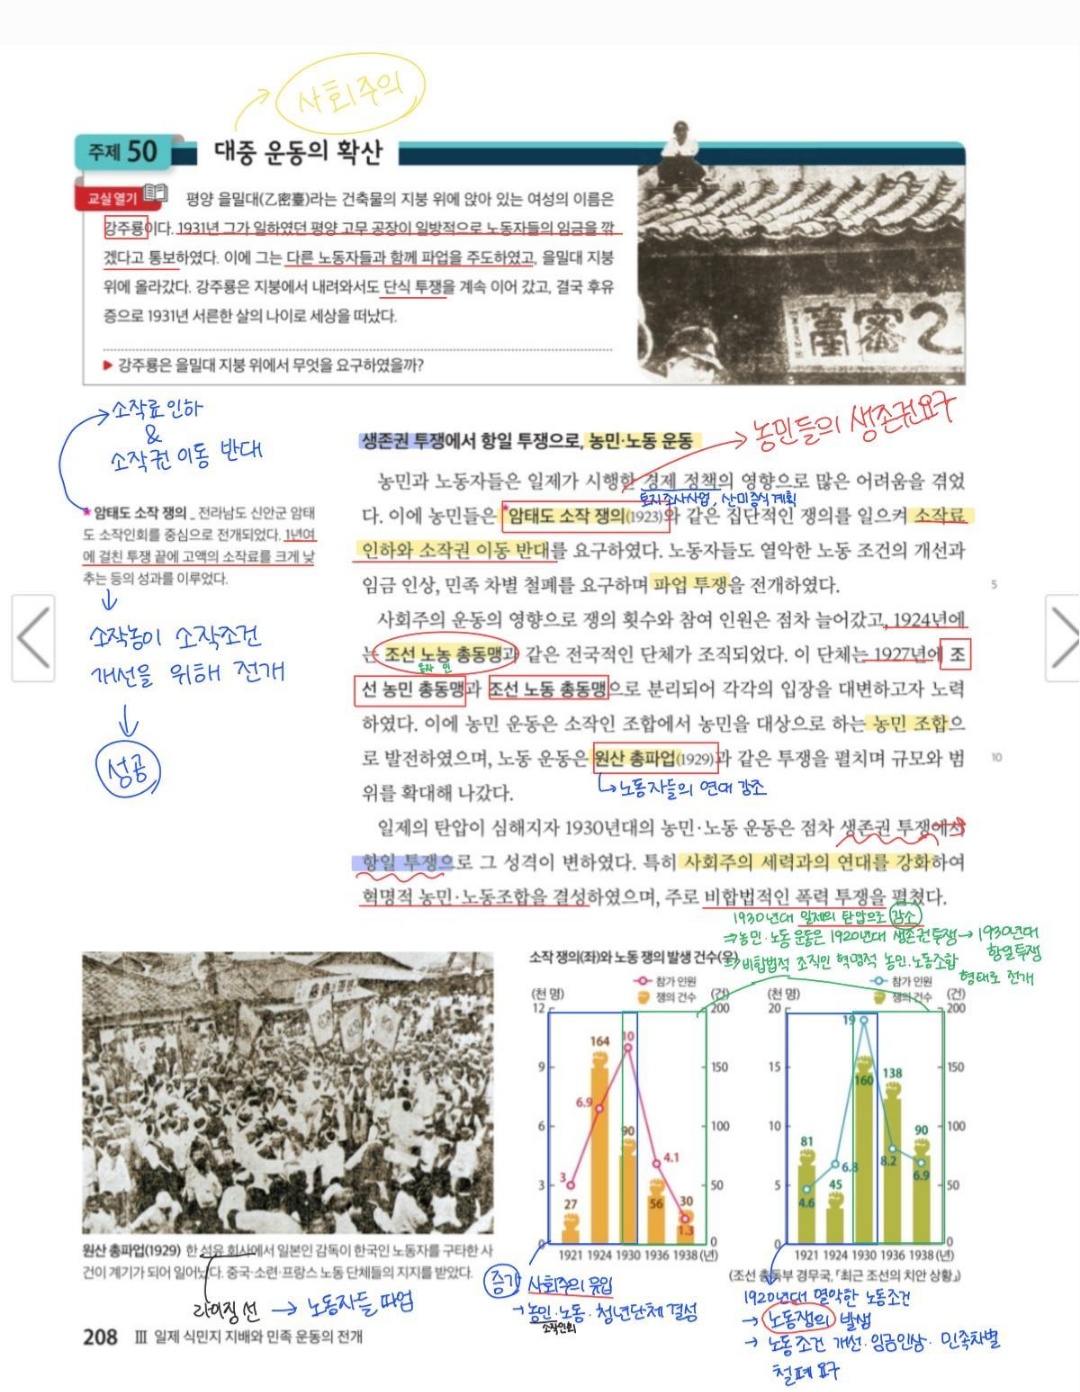 사회주의
주제 50 대중 운동의 확산
교실 열기 평양 을밀대(乙密臺)라는 건축물의 지붕 위에 앉아 있는 여성의 이름은
강주룡이다. 1931년 그가 일하였던 평양 고무 공장이 일방적으로 노동자들의 임금을 깎
겠다고 통보하였다. 이에 그는 다른 노동자들과 함께 파업을 주도하였고, 을밀대 지붕
위에 올라갔다. 강주룡은 지붕에서 내려와서도 단식 투쟁을 계속 이어 갔고, 결국 후유
증으로 1931년 서른한 살의 나이로 세상을 떠났다.
▶ 강주룡은 을밀대 지붕 위에서 무엇을 요구하였을까?
臺密乙
소작료 인하
&
소작권 이동 반대
* 암태도 소작 쟁의 _ 전라남도 신안군 암태
도 소작인회를 중심으로 전개되었다. 1년여
에 걸친 투쟁 끝에 고액의 소작료를 크게 낮
추는 등의 성과를 이루었다.
소작농이 소작조건
개선을 위해 전개
성공
생존권 투쟁에서 항일 투쟁으로, 농민·노동 운동
농민들의 생존권요구
농민과 노동자들은 일제가 시행한 경제 정책의 영향으로 많은 어려움을 겪었
토지조사사업, 산미증식계획
다. 이에 농민들은 *암태도 소작 쟁의(1923)와 같은 집단적인 쟁의를 일으켜 소작료
인하와 소작권 이동 반대를 요구하였다. 노동자들도 열악한 노동 조건의 개선과
임금 인상, 민족 차별 철폐를 요구하며 파업 투쟁을 전개하였다.
5
사회주의 운동의 영향으로 쟁의 횟수와 참여 인원은 점차 늘어갔고, 1924년에
는 조선 노농 총동맹과 같은 전국적인 단체가 조직되었다. 이 단체는 1927년에 조
선 농민 총동맹과 조선 노동 총동맹으로 분리되어 각각의 입장을 대변하고자 노력
하였다. 이에 농민 운동은 소작인 조합에서 농민을 대상으로 하는 농민 조합으
로 발전하였으며, 노동 운동은 원산 총파업(1929)과 같은 투쟁을 펼치며 규모와 범
10
위를 확대해 나갔다.
노동자들의 연대 강조
일제의 탄압이 심해지자 1930년대의 농민·노동 운동은 점차 생존권 투쟁에서
항일 투쟁으로 그 성격이 변하였다. 특히 사회주의 세력과의 연대를 강화하여
혁명적 농민·노동조합을 결성하였으며, 주로 비합법적인 폭력 투쟁을 펼쳤다.
1930년대 일제의 탄압으로 감소
⇒농민·노동 운동은 1920년대 생존권투쟁→1930년대
항일투쟁
⇒비합법적 조직인 혁명적 농민·노동조합
형태로 전개
소작 쟁의(좌)와 노동 쟁의 발생 건수(우)
참가 인원
쟁의 건수
(천 명)
(건)
12
9
6
3
0
200
150
100
50
0
164
10
6.9
90
3
4.1
27
56
30
1.3
1921 1924 1930 1936 1938(년)
참가 인원
쟁의 건수
(천 명)
(건)
20
15
10
5
0
200
150
100
50
0
19
160
138
81
90
6.8
8.2
4.6
45
6.9
1921 1924 1930 1936 1938(년)
(조선 총독부 경무국, 『최근 조선의 치안 상황』)
원산 총파업(1929) 한 석유 회사에서 일본인 감독이 한국인 노동자를 구타한 사
건이 계기가 되어 일어났다. 중국·소련·프랑스 노동 단체들의 지지를 받았다.
라이징 선 → 노동자들 파업
증가 사회주의 유입
→농민·노동·청년단체 결성
소작인회
1920년대 열악한 노동조건
→ 노동쟁의 발생
→ 노동조건 개선·임금인상·민족차별
철폐 요구
208 Ⅲ 일제 식민지 지배와 민족 운동의 전개